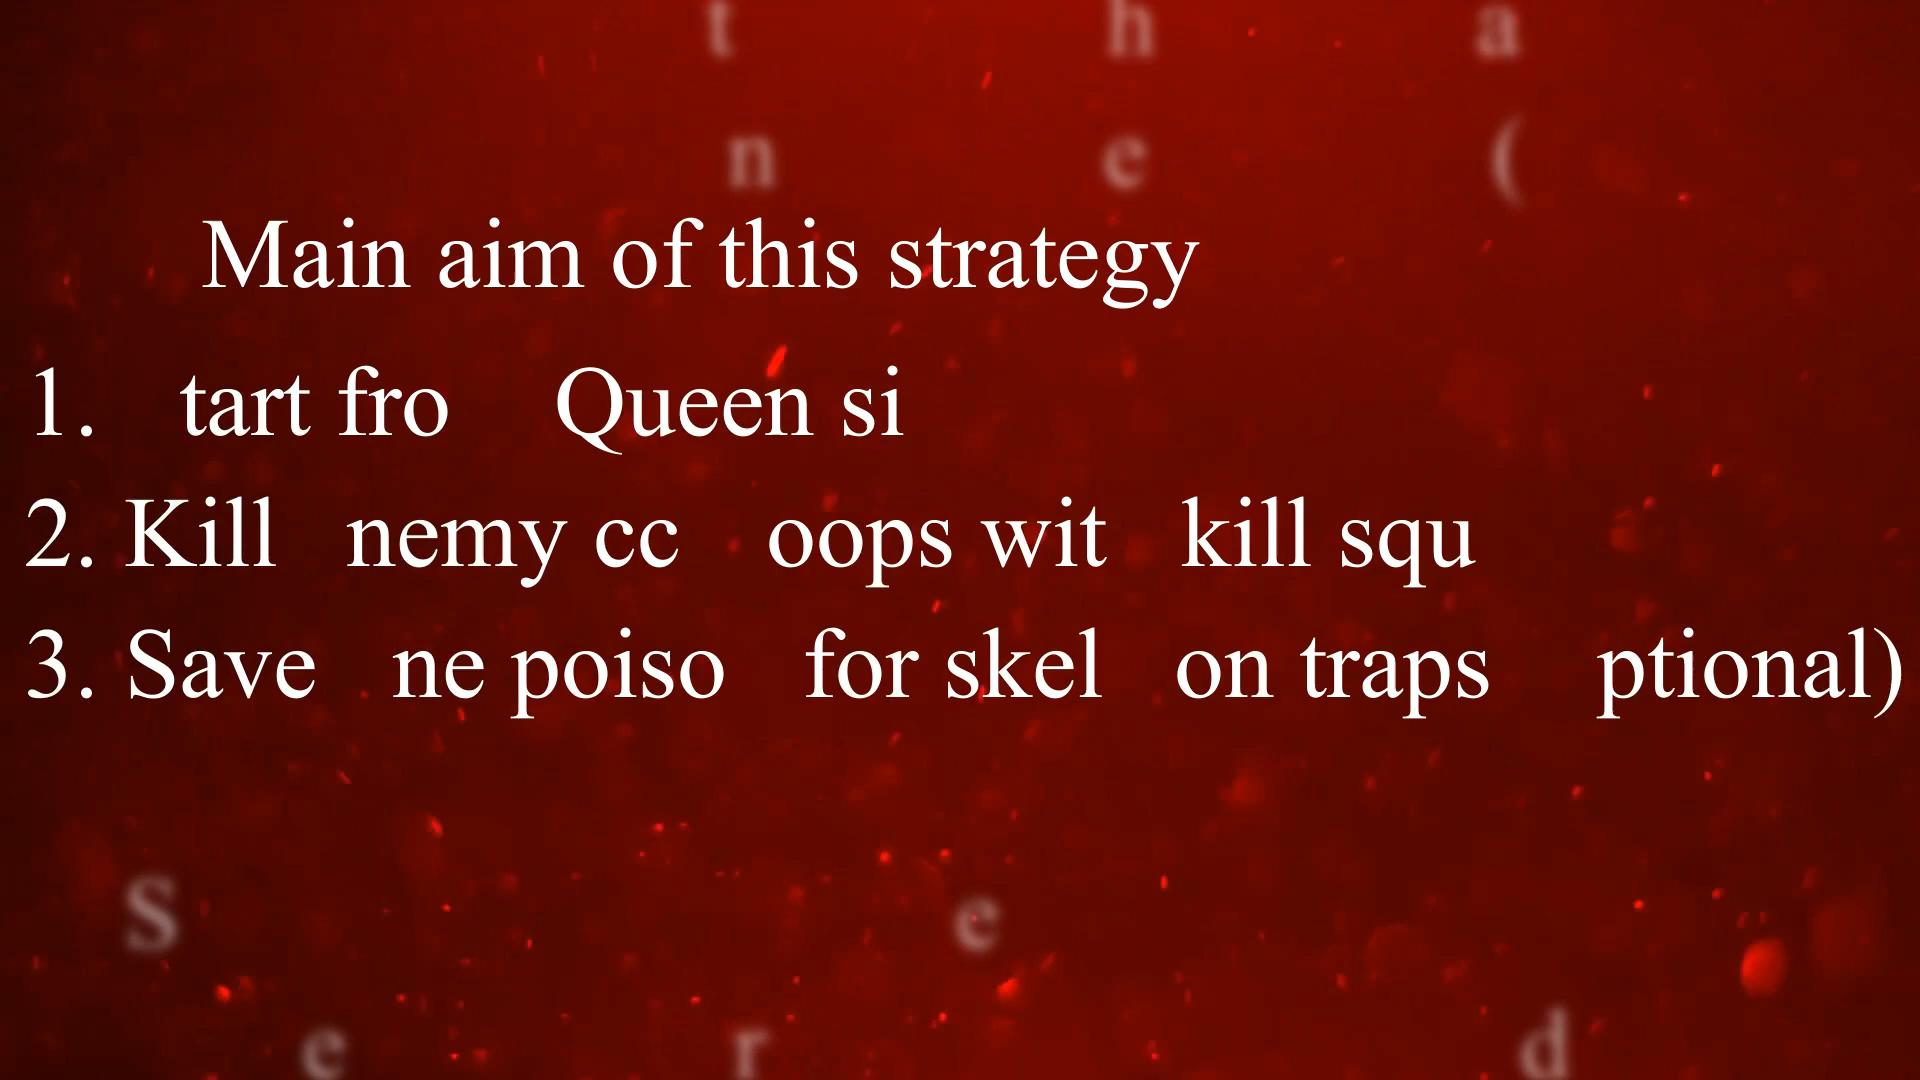 t h a
n e (
Main aim of this strategy
1. tart fro Queen si
2. Kill nemy cc oops wit kill squ
3. Save ne poiso for skel on traps ptional)
S e
e r d